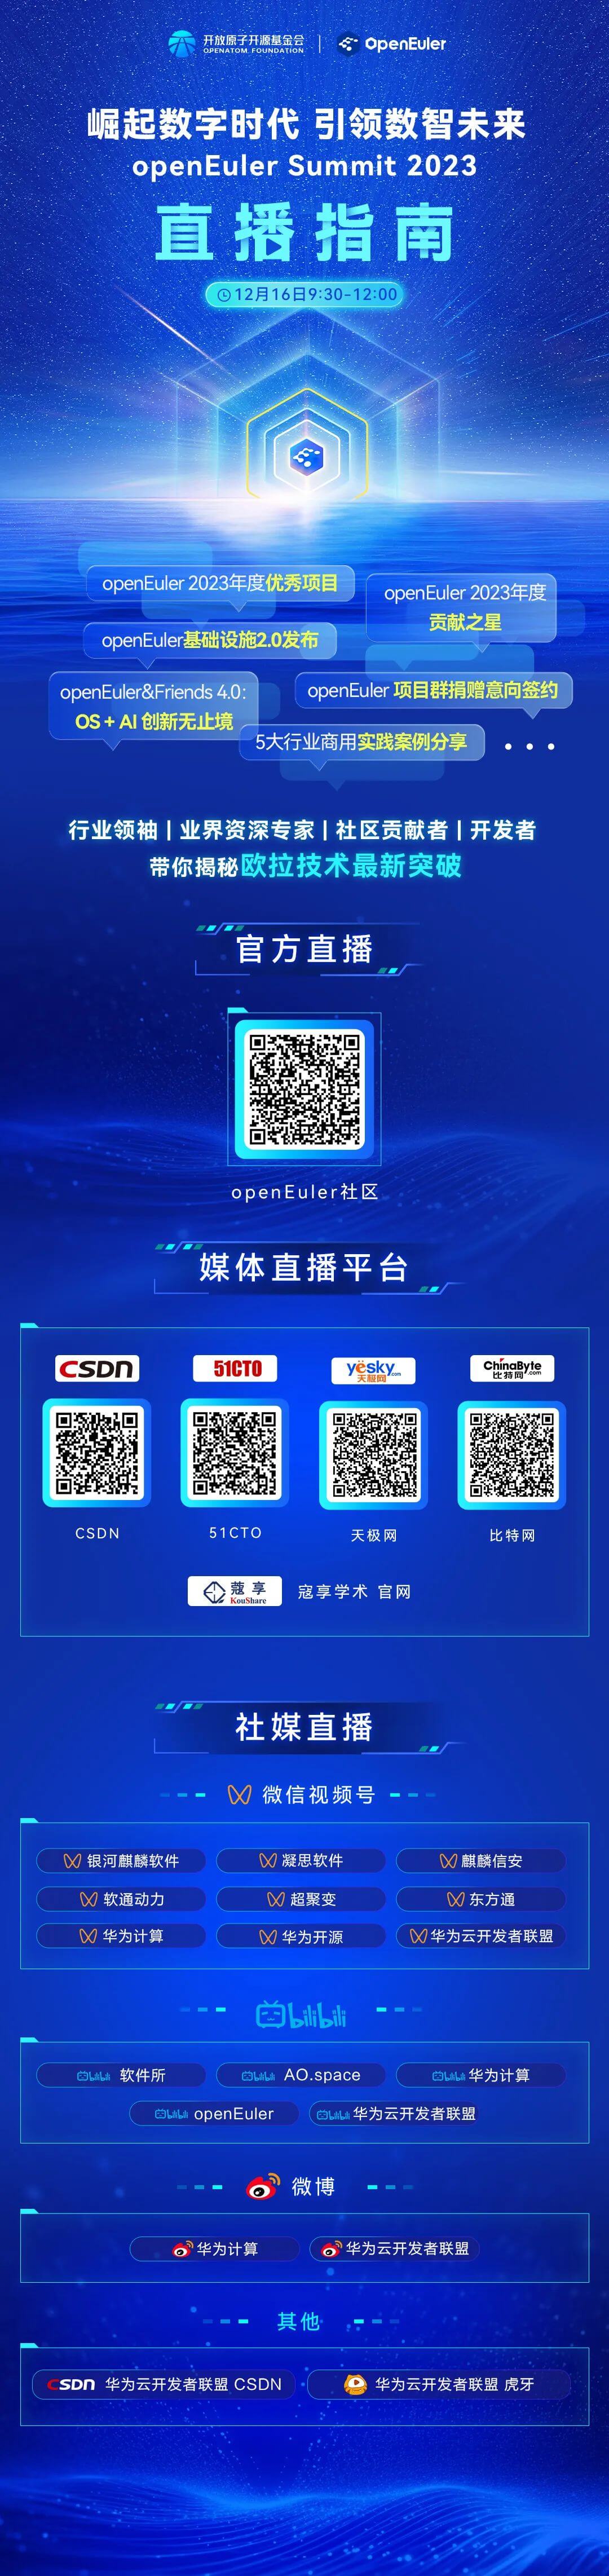 开放原子开源基金会
OPENATOM FOUNDATION
OpenEuler
崛起数字时代 引领数智未来
openEuler Summit 2023
直播指南
12月16日9:30-12:00
openEuler 2023年度优秀项目
openEuler 2023年度
贡献之星
openEuler基础设施2.0发布
openEuler&Friends 4.0:
OS + AI 创新无止境
openEuler 项目群捐赠意向签约
5大行业商用实践案例分享
• • •
行业领袖 | 业界资深专家 | 社区贡献者 | 开发者
带你揭秘欧拉技术最新突破
官方直播
openEuler社区
媒体直播平台
CSDN
51CTO
yesky.com
天极网
ChinaByte
比特网.com
CSDN
51CTO
天极网
比特网
蔻享
KouShare
寇享学术 官网
社媒直播
微信视频号
银河麒麟软件
凝思软件
麒麟信安
软通动力
超聚变
东方通
华为计算
华为开源
华为云开发者联盟
bilibili
bilibili 软件所
bilibili AO.space
bilibili 华为计算
bilibili openEuler
bilibili 华为云开发者联盟
微博
华为计算
华为云开发者联盟
其他
CSDN 华为云开发者联盟 CSDN
华为云开发者联盟 虎牙